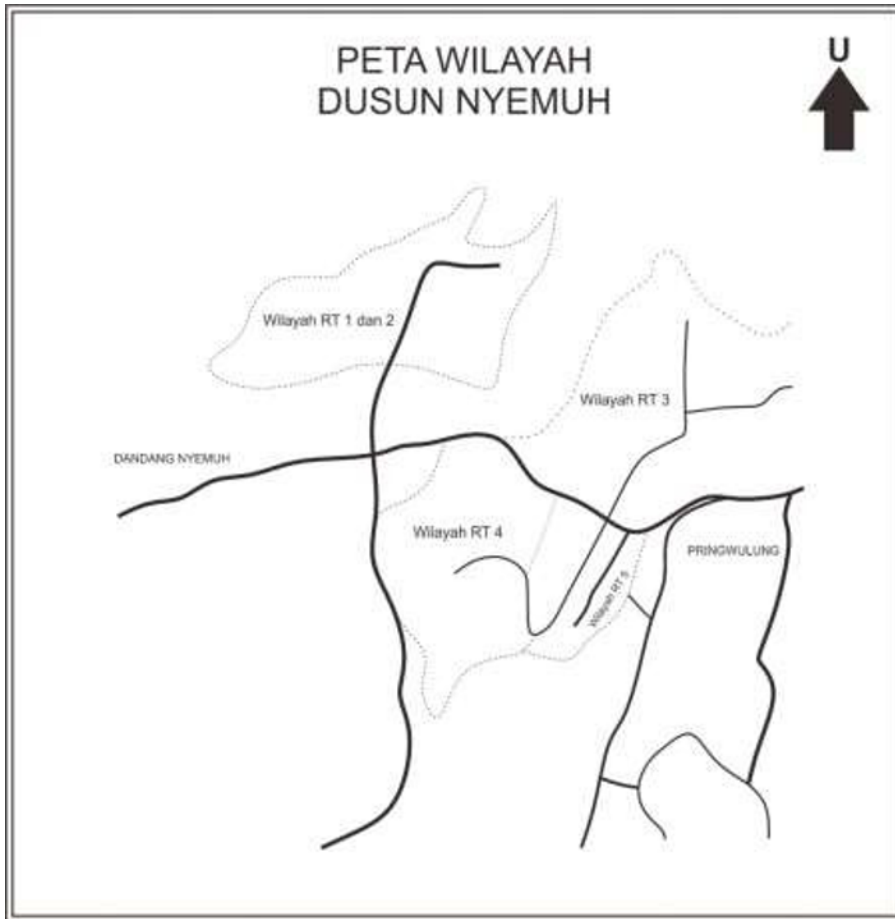 PETA WILAYAH
DUSUN NYEMUH
U
Wilayah RT 1 dan 2
Wilayah RT 3
DANDANG NYEMUH
Wilayah RT 4
PRINGWULUNG
Wilayah RT 5